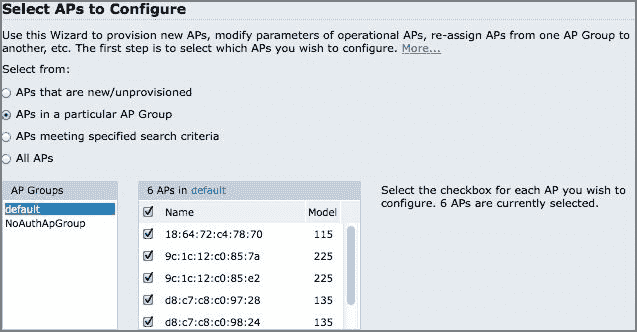 Select APs to Configure
Use this Wizard to provision new APs, modify parameters of operational APs, re-assign APs from one AP Group to
another, etc. The first step is to select which APs you wish to configure. More...
Select from:
APs that are new/unprovisioned
APs in a particular AP Group
APs meeting specified search criteria
All APs
AP Groups
default
NoAuthApGroup
6 APs in default
Name Model
18:64:72:c4:78:70 115
9c:1c:12:c0:85:7a 225
9c:1c:12:c0:85:e2 225
d8:c7:c8:c0:97:28 135
d8:c7:c8:c0:98:24 135
Select the checkbox for each AP you wish to
configure. 6 APs are currently selected.